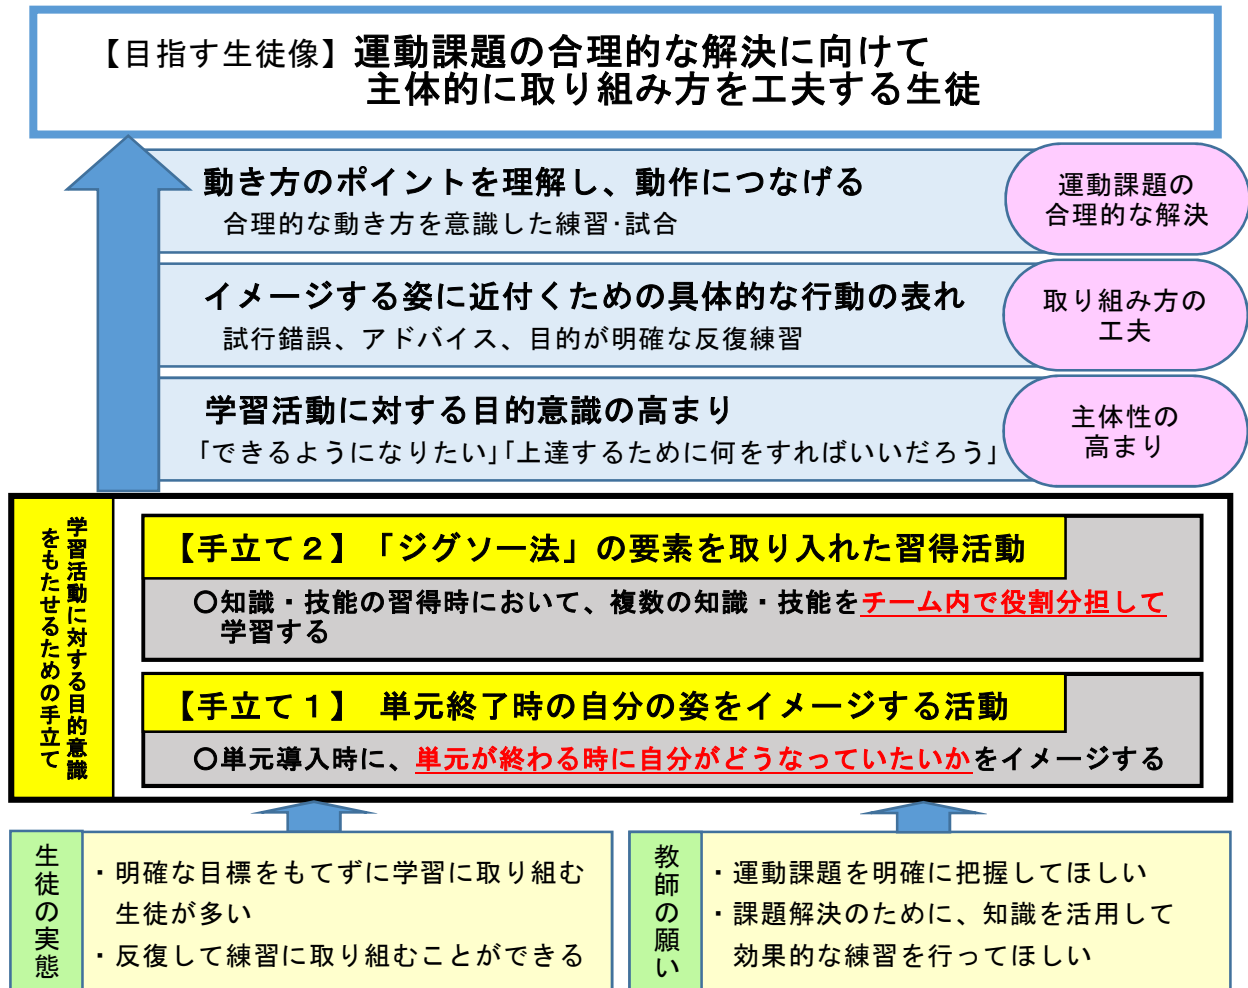 【目指す生徒像】運動課題の合理的な解決に向けて
主体的に取り組み方を工夫する生徒
動き方のポイントを理解し、動作につなげる
合理的な動き方を意識した練習・試合
運動課題の
合理的な解決
イメージする姿に近付くための具体的な行動の表れ
試行錯誤、アドバイス、目的が明確な反復練習
取り組み方の
工夫
学習活動に対する目的意識の高まり
「できるようになりたい」「上達するために何をすればいいだろう」
主体性の
高まり
学習活動に対する目的意識
をもたせるための手立て
【手立て２】「ジグソー法」の要素を取り入れた習得活動
○知識・技能の習得時において、複数の知識・技能をチーム内で役割分担して
学習する
【手立て１】 単元終了時の自分の姿をイメージする活動
○単元導入時に、単元が終わる時に自分がどうなっていたいかをイメージする
生徒の実態
・明確な目標をもてずに学習に取り組む
生徒が多い
・反復して練習に取り組むことができる
教師の願い
・運動課題を明確に把握してほしい
・課題解決のために、知識を活用して
効果的な練習を行ってほしい